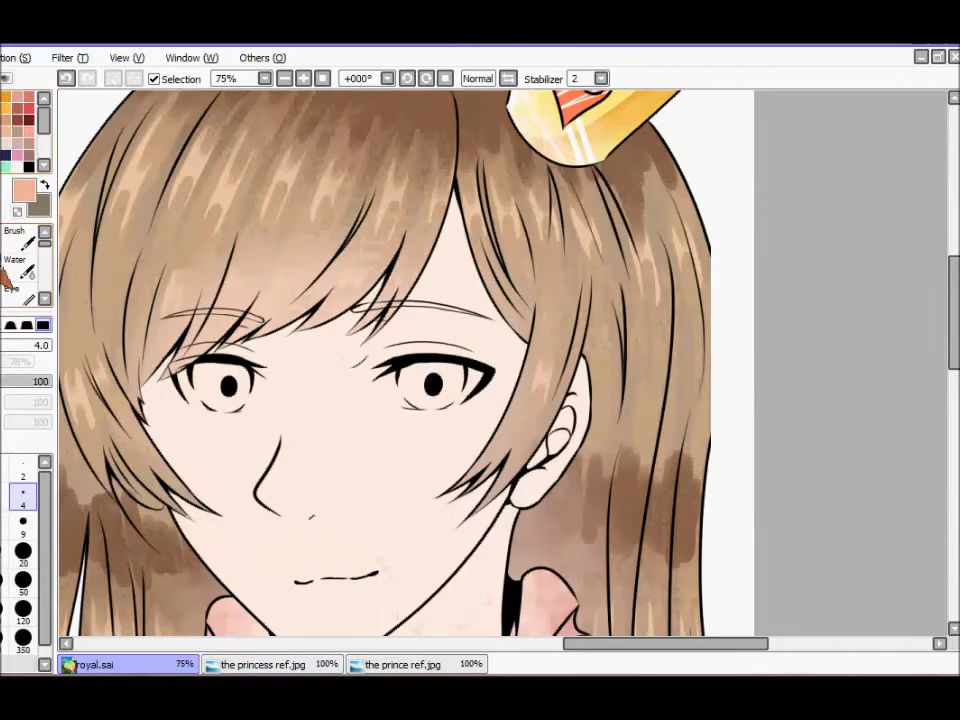 tion (S) Filter (T) View (V) Window (W) Others (O)
Selection 75% +000° Normal Stabilizer 2
Brush
Water
4.0
78%
100
100
100
2
4
9
20
50
120
350
royal.sai 75% the princess ref.jpg 100% the prince ref.jpg 100%